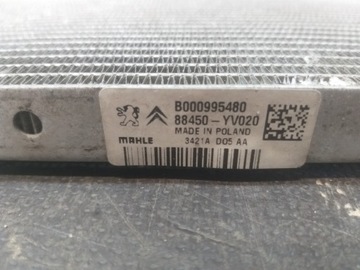 B000995480
88450-YV020
MADE IN POLAND
MAHLE 3421A D05 AA